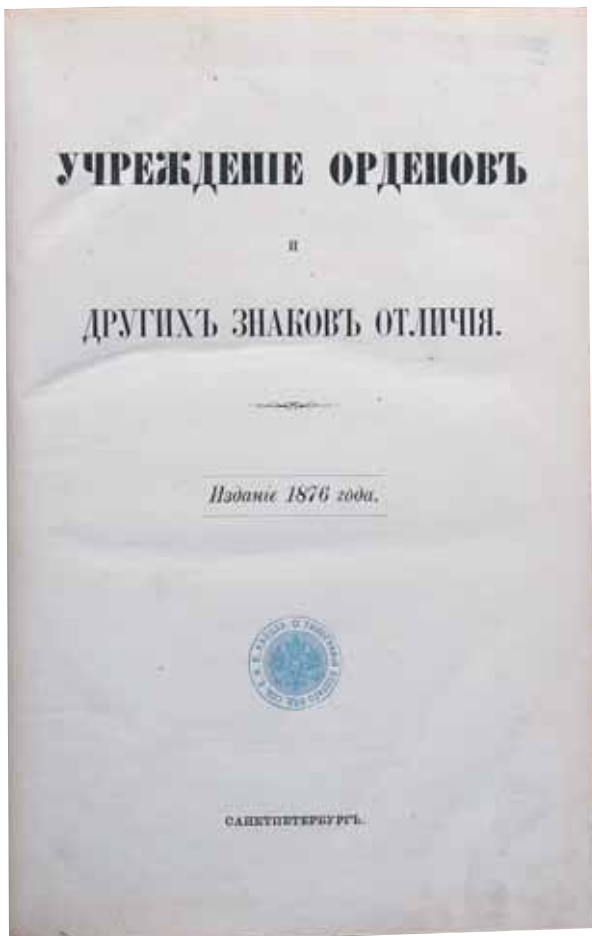 УЧРЕЖДЕНІЕ ОРДЕНОВЪ
И
ДРУГИХЪ ЗНАКОВЪ ОТЛИЧІЯ.
Изданіе 1876 года.
САНКТПЕТЕРБУРГЪ.